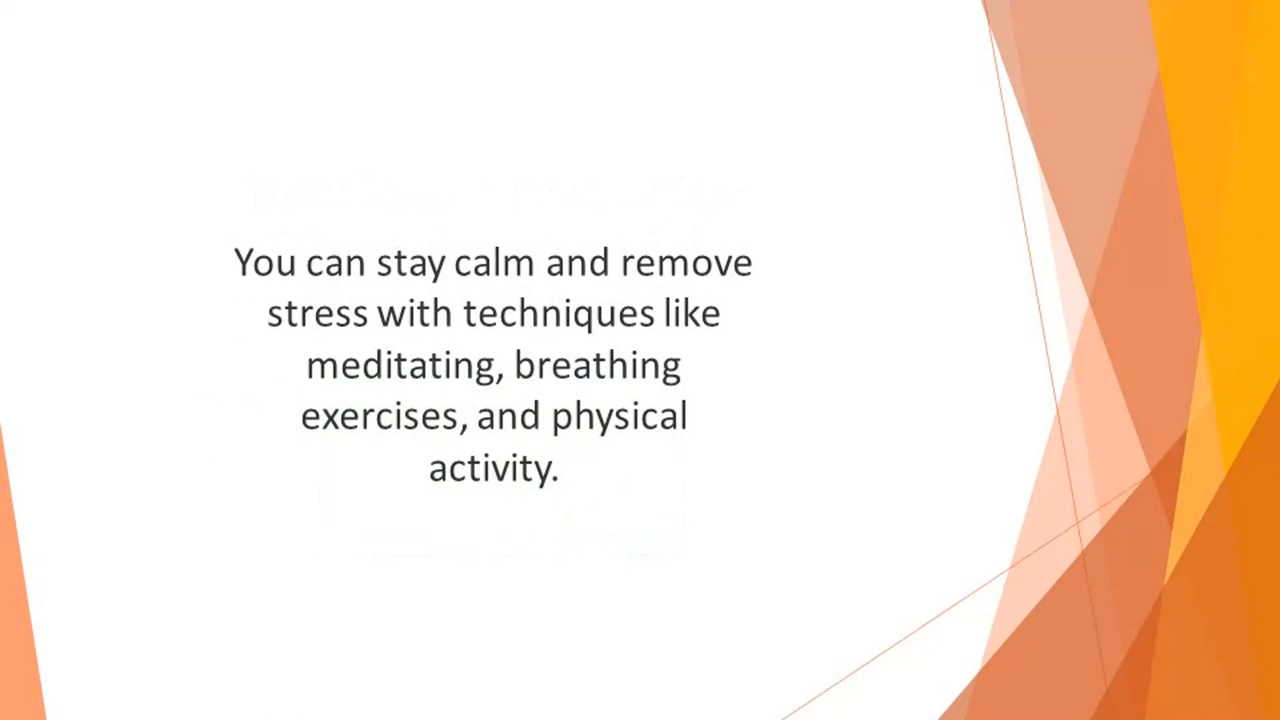 You can stay calm and remove
stress with techniques like
meditating, breathing
exercises, and physical
activity.